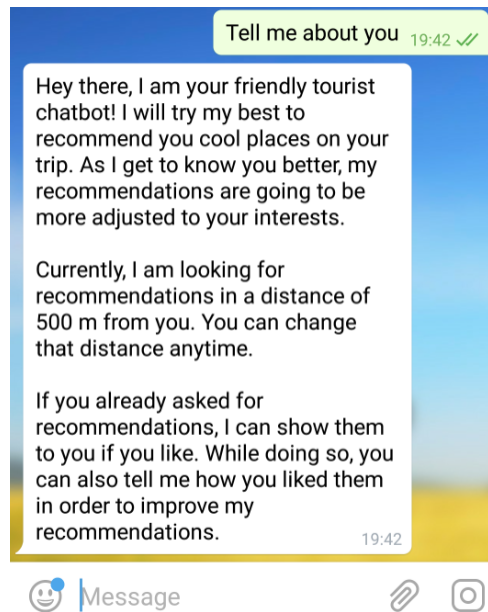 Tell me about you 19:42
Hey there, I am your friendly tourist
chatbot! I will try my best to
recommend you cool places on your
trip. As I get to know you better, my
recommendations are going to be
more adjusted to your interests.
Currently, I am looking for
recommendations in a distance of
500 m from you. You can change
that distance anytime.
If you already asked for
recommendations, I can show them
to you if you like. While doing so, you
can also tell me how you liked them
in order to improve my
recommendations. 19:42
Message